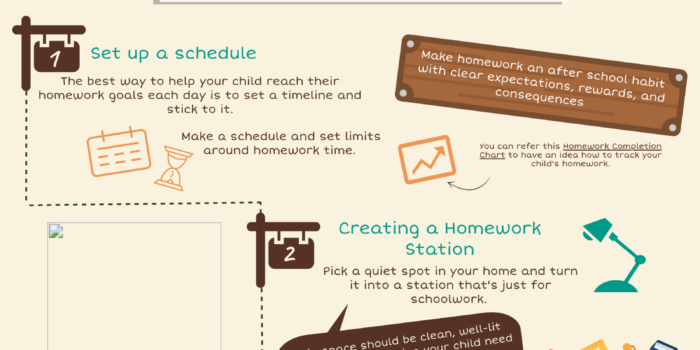 1
Set up a schedule
The best way to help your child reach their
homework goals each day is to set a timeline and
stick to it.
Make a schedule and set limits
around homework time.
Make homework an after school habit
with clear expectations, rewards, and
consequences
You can refer this Homework Completion
Chart to have an idea how to track your
child's homework.
2
Creating a Homework
Station
Pick a quiet spot in your home and turn
it into a station that's just for
schoolwork.
space should be clean, well-lit
your child need